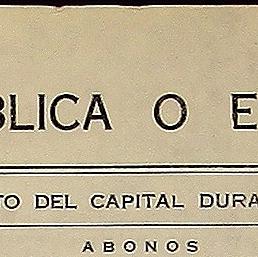 BLICA O E
TO DEL CAPITAL DURA
ABONOS